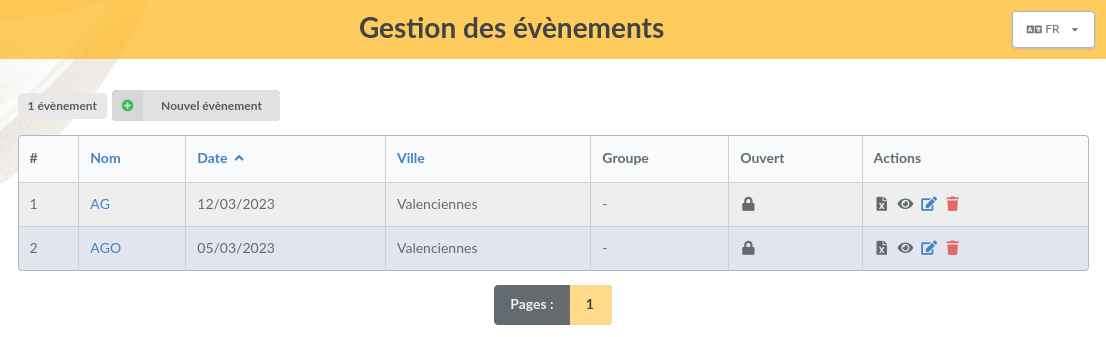 Gestion des évènements
FR
1 évènement Nouvel évènement
# Nom Date Ville Groupe Ouvert Actions
1 AG 12/03/2023 Valenciennes -
2 AGO 05/03/2023 Valenciennes -
Pages : 1